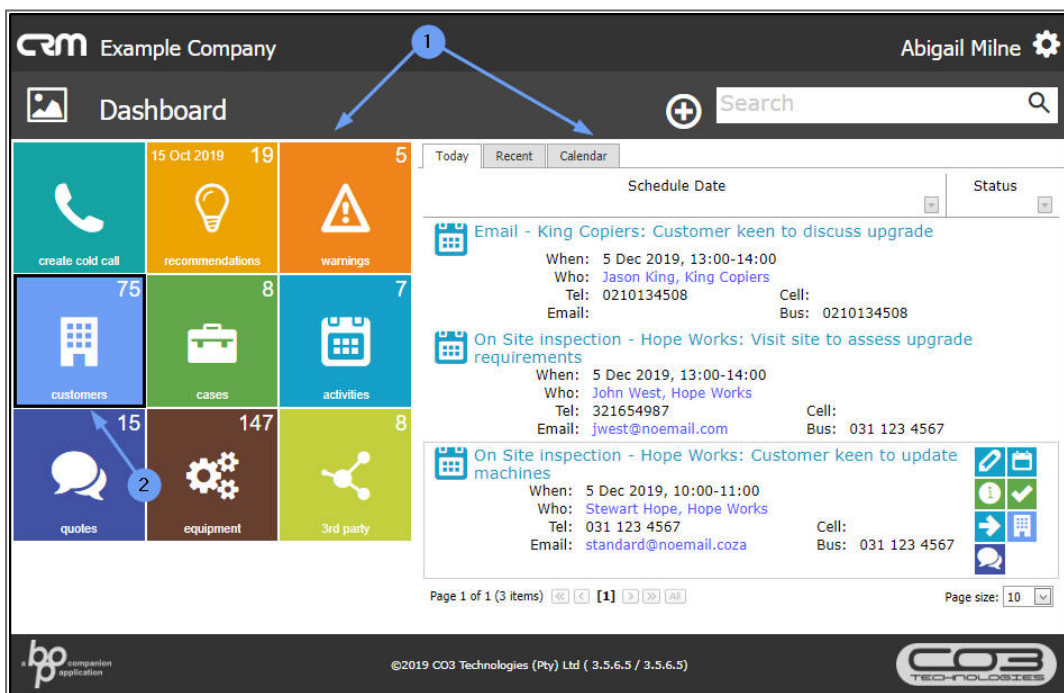 CRM Example Company
1
Abigail Milne
Dashboard
Search
15 Oct 2019 19
5
create cold call
recommendations
warnings
75
8
7
customers
cases
activities
15
147
8
2
quotes
equipment
3rd party
Today Recent Calendar
Schedule Date Status
Email - King Copiers: Customer keen to discuss upgrade
When: 5 Dec 2019, 13:00-14:00
Who: Jason King, King Copiers
Tel: 0210134508 Cell:
Email: Bus: 0210134508
On Site inspection - Hope Works: Visit site to assess upgrade
requirements
When: 5 Dec 2019, 13:00-14:00
Who: John West, Hope Works
Tel: 321654987 Cell:
Email: jwest@noemail.com Bus: 031 123 4567
On Site inspection - Hope Works: Customer keen to update
machines
When: 5 Dec 2019, 10:00-11:00
Who: Stewart Hope, Hope Works
Tel: 031 123 4567 Cell:
Email: standard@noemail.coza Bus: 031 123 4567
Page 1 of 1 (3 items) [1] All
Page size: 10
a bpo companion
application
©2019 CO3 Technologies (Pty) Ltd ( 3.5.6.5 / 3.5.6.5)
CO3
TECHNOLOGIES